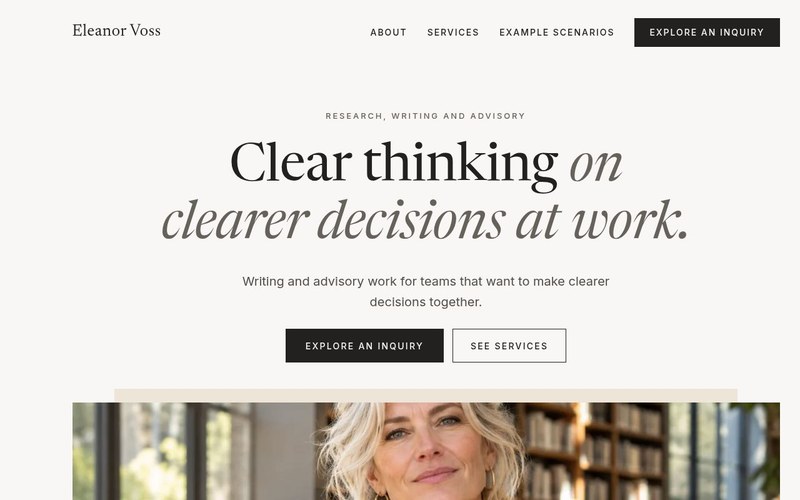 Eleanor Voss
ABOUT
SERVICES
EXAMPLE SCENARIOS
EXPLORE AN INQUIRY
RESEARCH, WRITING AND ADVISORY
Clear thinking on
clearer decisions at work.
Writing and advisory work for teams that want to make clearer
decisions together.
EXPLORE AN INQUIRY
SEE SERVICES